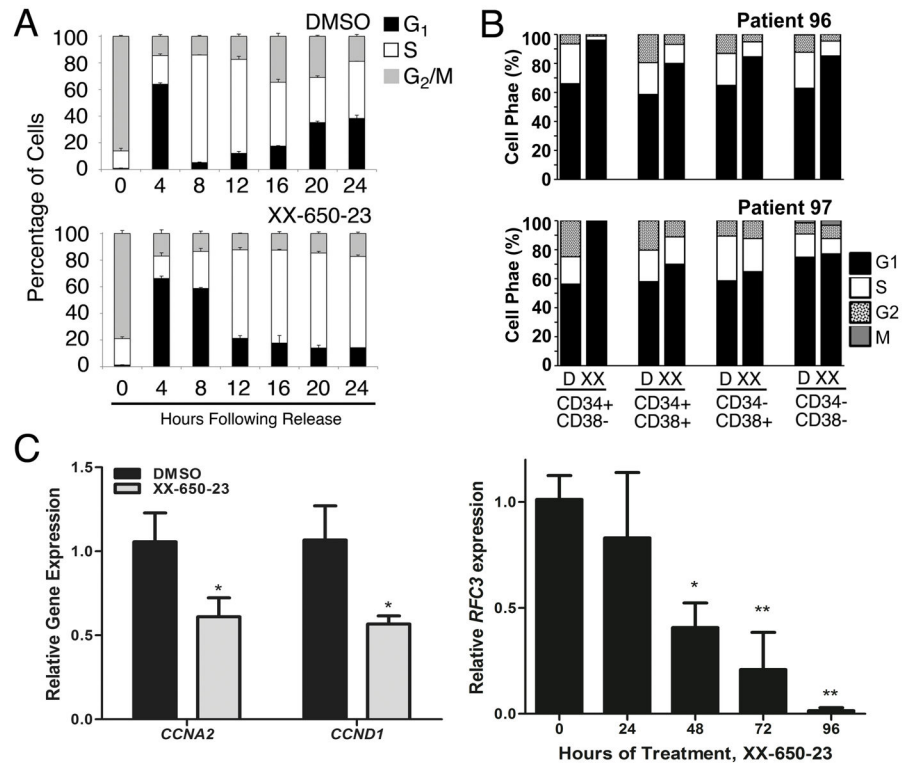 A
DMSO
G1
S
G2/M
100
80
60
40
20
0
0 4 8 12 16 20 24
XX-650-23
100
80
60
40
20
0
0 4 8 12 16 20 24
Hours Following Release
Percentage of Cells
B
Patient 96
100
80
60
40
20
0
Cell Phae (%)
Patient 97
100
80
60
40
20
0
Cell Phae (%)
G1
S
G2
M
D XX D XX D XX D XX
CD34+ CD34+ CD34- CD34-
CD38- CD38+ CD38+ CD38-
C
DMSO
XX-650-23
1.5
1.0
0.5
0.0
Relative Gene Expression
* *
CCNA2 CCND1
1.0
0.5
0.0
Relative RFC3 expression
* ** **
0 24 48 72 96
Hours of Treatment, XX-650-23